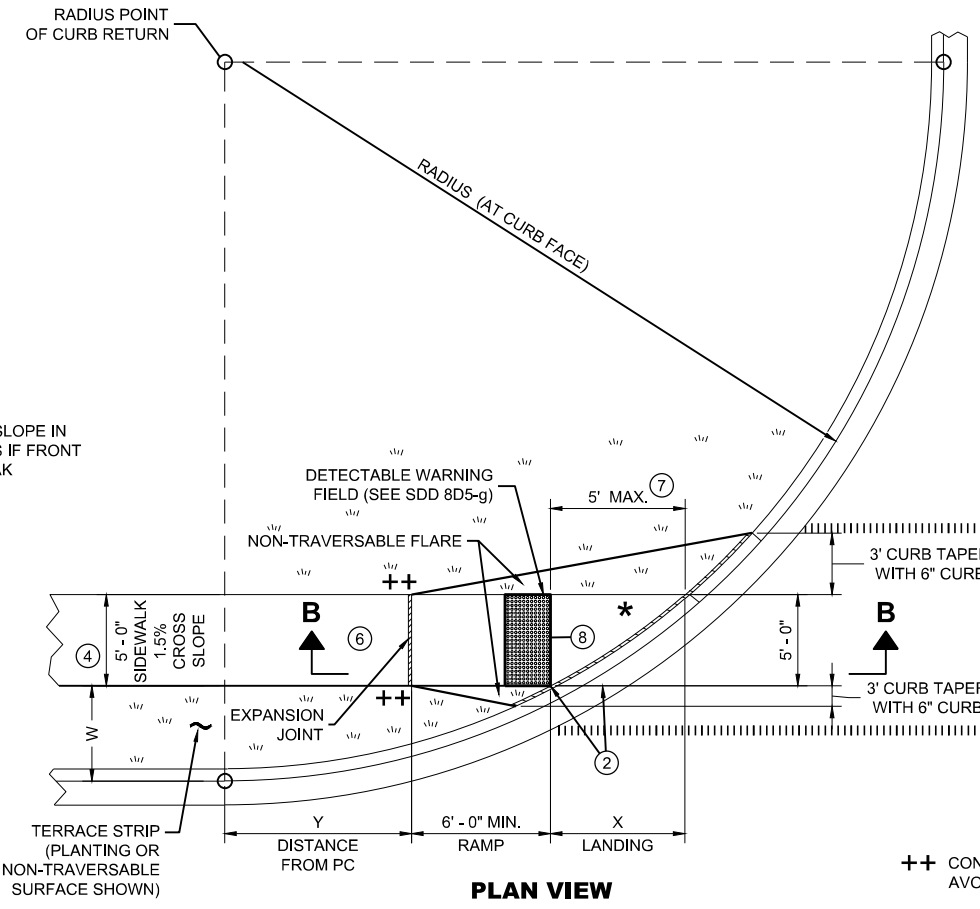 RADIUS POINT
OF CURB RETURN
RADIUS (AT CURB FACE)
SLOPE IN
IF FRONT
DETECTABLE WARNING
FIELD (SEE SDD 8D5-g)
5' MAX.
7
NON-TRAVERSABLE FLARE
3' CURB TAPER
WITH 6" CURB
++
B
*
B
4
5' - 0"
SIDEWALK
1.5%
CROSS
SLOPE
6
8
5' - 0"
++
3' CURB TAPER
WITH 6" CURB
EXPANSION
JOINT
W
~
2
TERRACE STRIP
(PLANTING OR
NON-TRAVERSABLE
SURFACE SHOWN)
Y
DISTANCE
FROM PC
6' - 0" MIN.
RAMP
X
LANDING
++ CON
AVO
PLAN VIEW